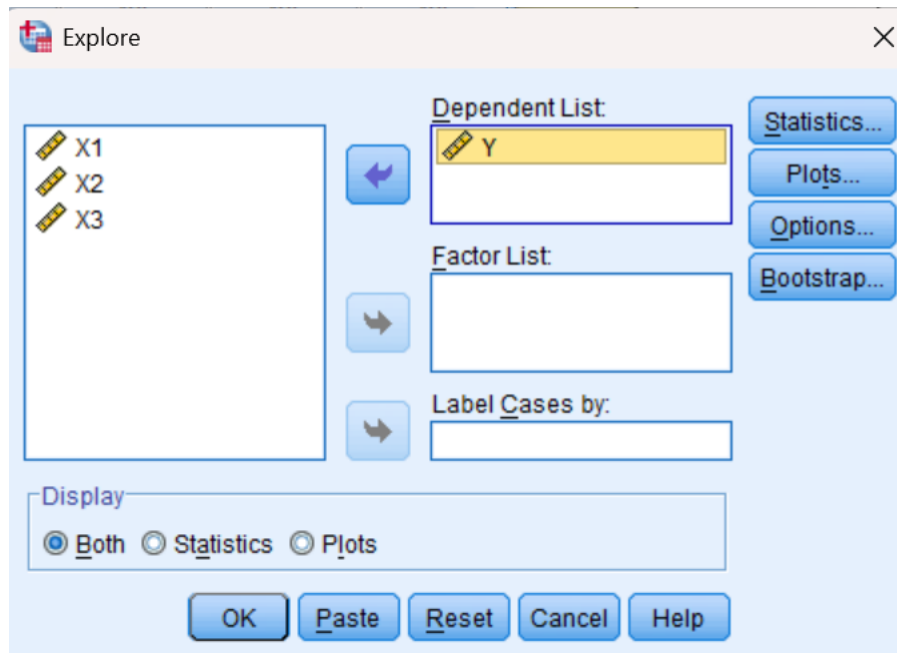 Explore
X1
X2
X3
Dependent List:
Y
Factor List:
Label Cases by:
Statistics...
Plots...
Options...
Bootstrap...
Display
Both Statistics Plots
OK Paste Reset Cancel Help